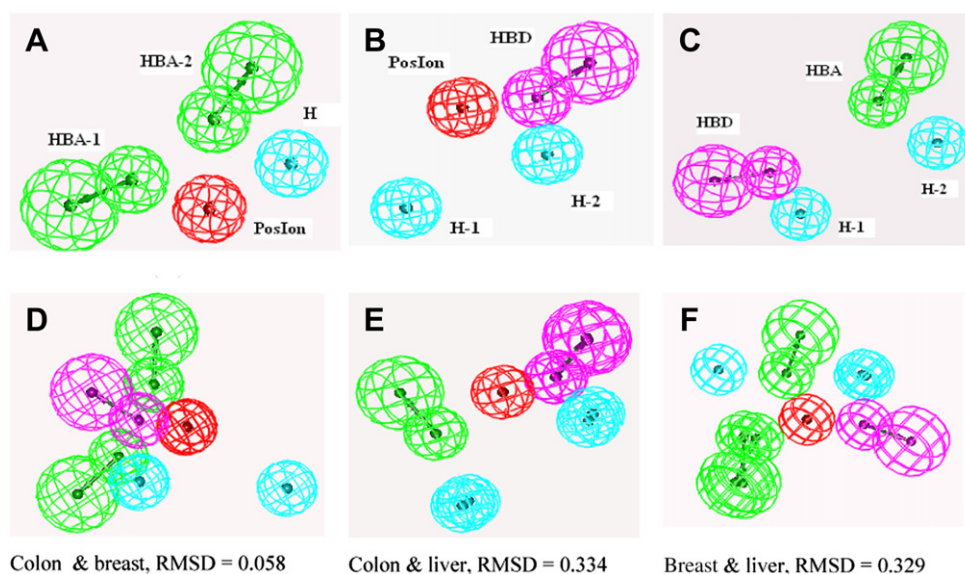 A
HBA-2
H
HBA-1
PosIon
B
HBD
PosIon
H-2
H-1
C
HBA
HBD
H-2
H-1
D
E
F
Colon & breast, RMSD = 0.058
Colon & liver, RMSD = 0.334
Breast & liver, RMSD = 0.329